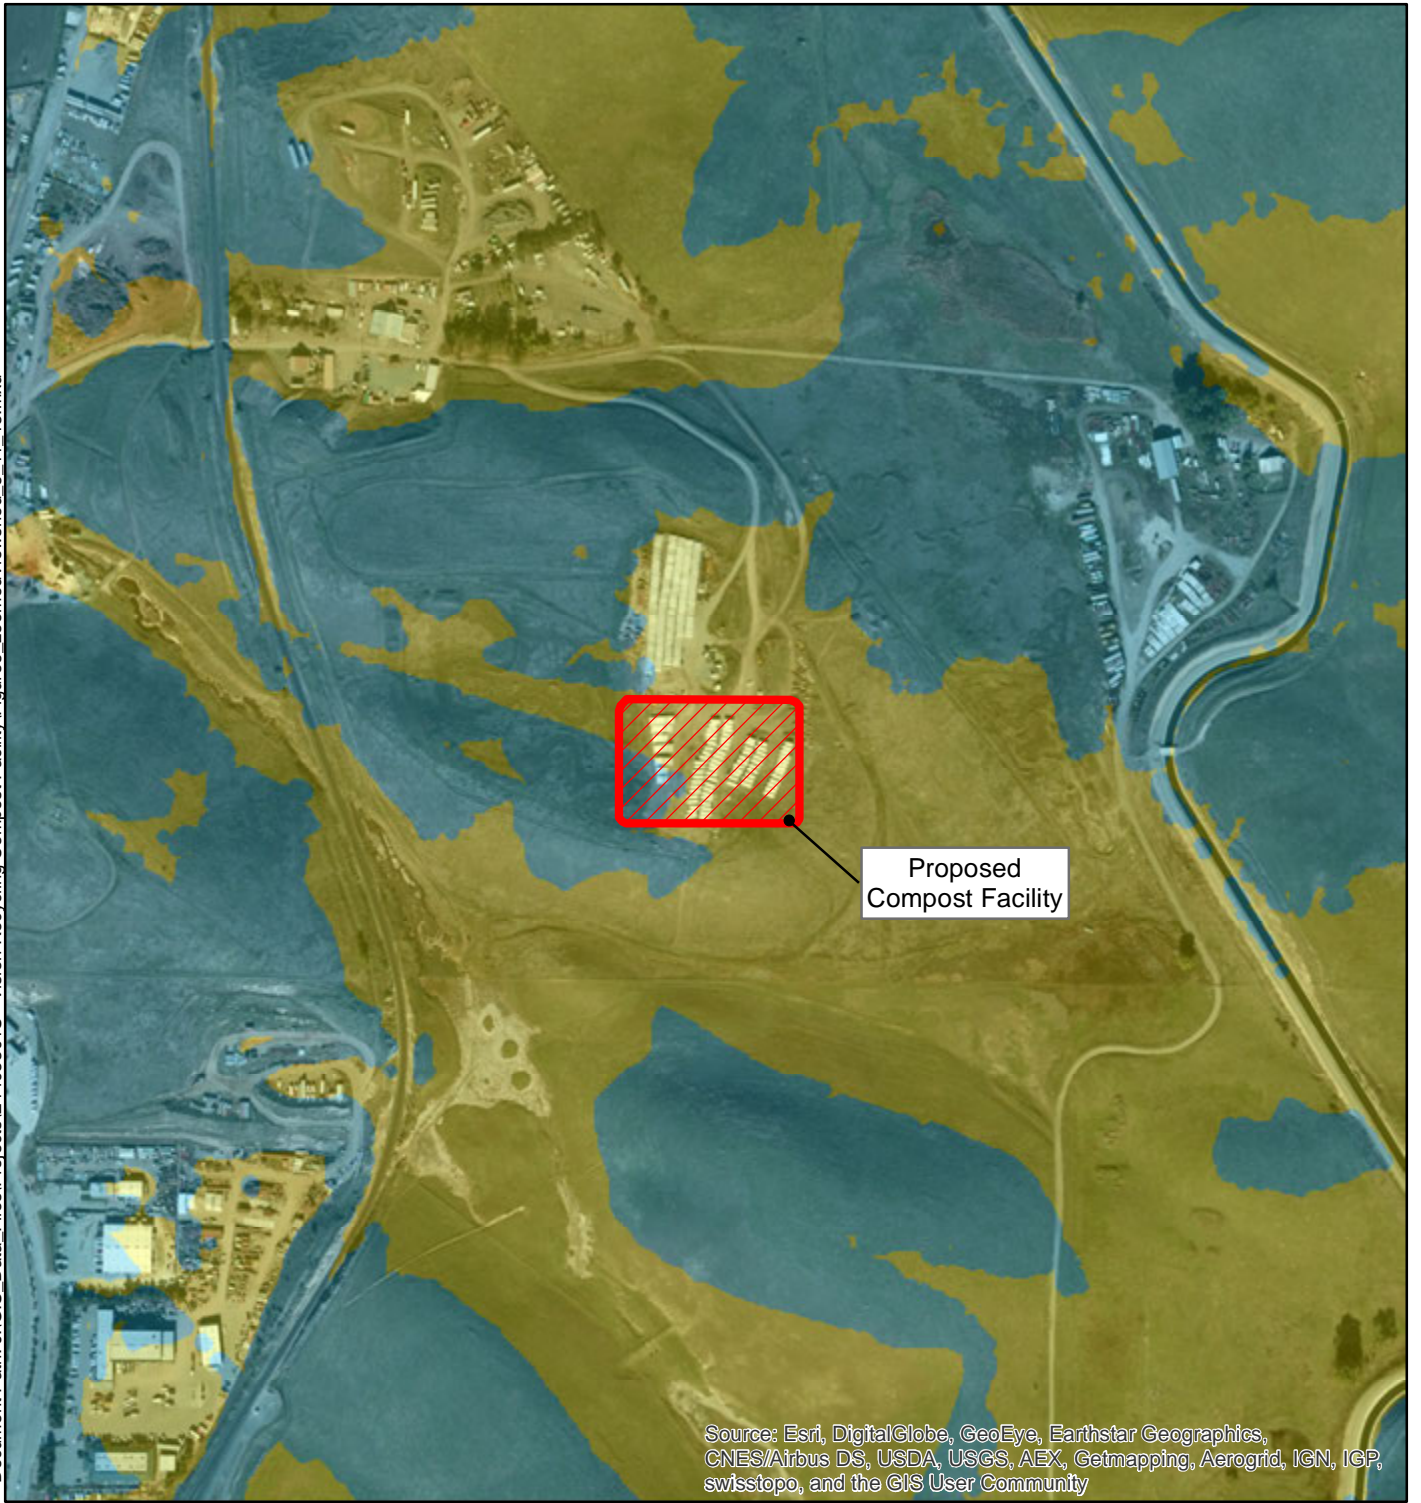 Proposed
Compost Facility
Source: Esri, DigitalGlobe, GeoEye, Earthstar Geographics,
CNES/Airbus DS, USDA, USGS, AEX, Getmapping, Aerogrid, IGN, IGP,
swisstopo, and the GIS User Community